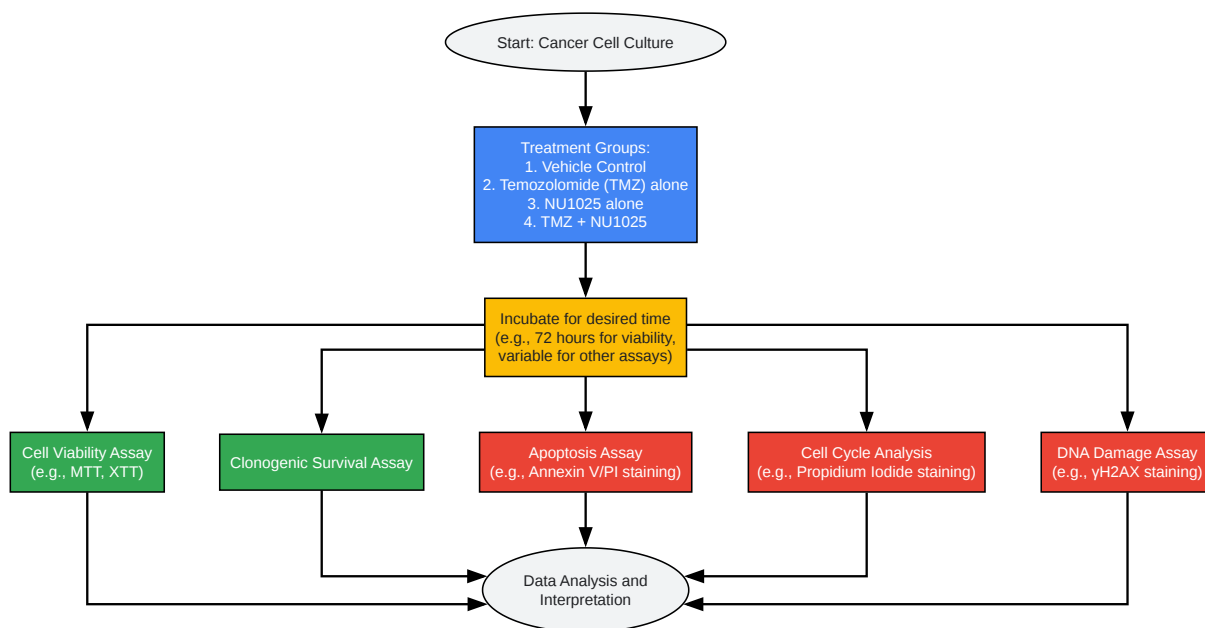 Start: Cancer Cell Culture
Treatment Groups:
1. Vehicle Control
2. Temozolomide (TMZ) alone
3. NU1025 alone
4. TMZ + NU1025
Incubate for desired time
(e.g., 72 hours for viability,
variable for other assays)
Cell Viability Assay
(e.g., MTT, XTT)
Clonogenic Survival Assay
Apoptosis Assay
(e.g., Annexin V/PI staining)
Cell Cycle Analysis
(e.g., Propidium Iodide staining)
DNA Damage Assay
(e.g., γH2AX staining)
Data Analysis and
Interpretation